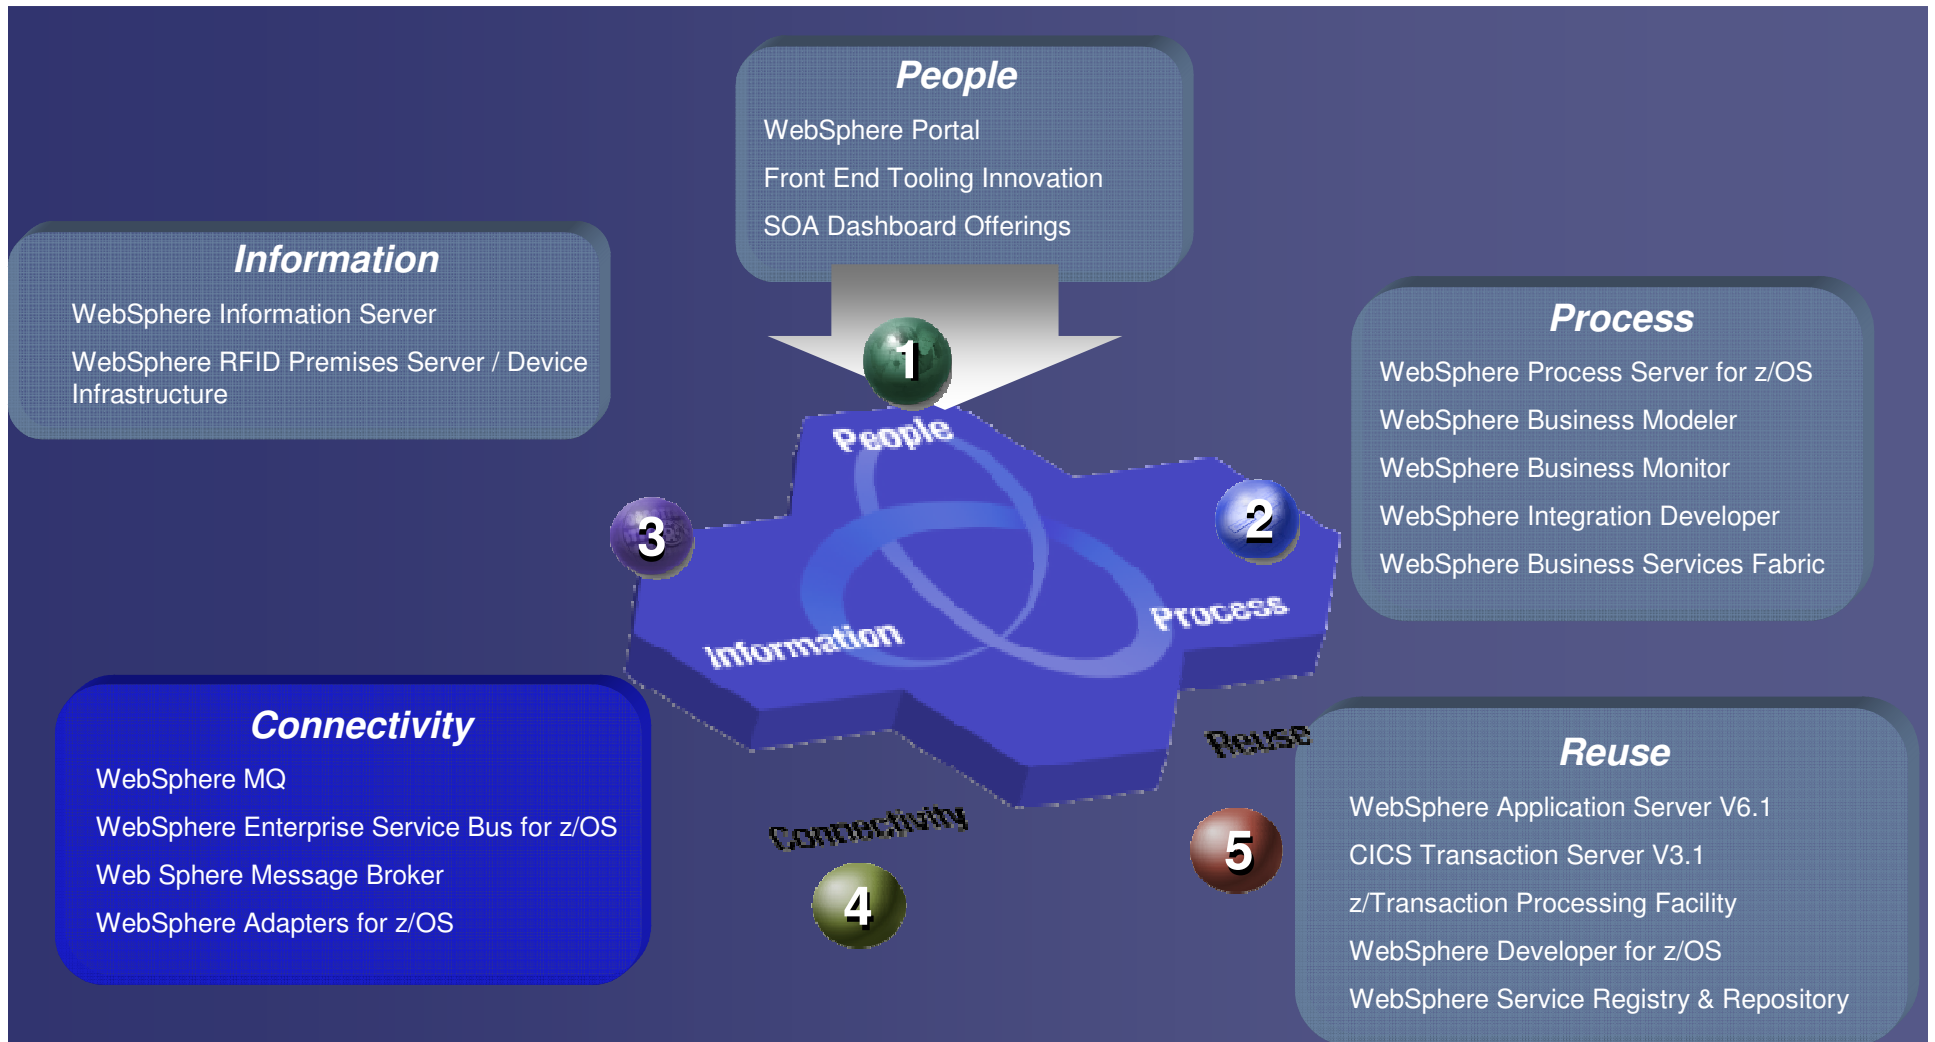 People
WebSphere Portal
Front End Tooling Innovation
SOA Dashboard Offerings
Information
WebSphere Information Server
WebSphere RFID Premises Server / Device
Infrastructure
Process
WebSphere Process Server for z/OS
WebSphere Business Modeler
WebSphere Business Monitor
WebSphere Integration Developer
WebSphere Business Services Fabric
1
People
2
3
Process
Information
Connectivity
WebSphere MQ
WebSphere Enterprise Service Bus for z/OS
Web Sphere Message Broker
WebSphere Adapters for z/OS
Reuse
Connectivity
4
5
Reuse
WebSphere Application Server V6.1
CICS Transaction Server V3.1
z/Transaction Processing Facility
WebSphere Developer for z/OS
WebSphere Service Registry & Repository